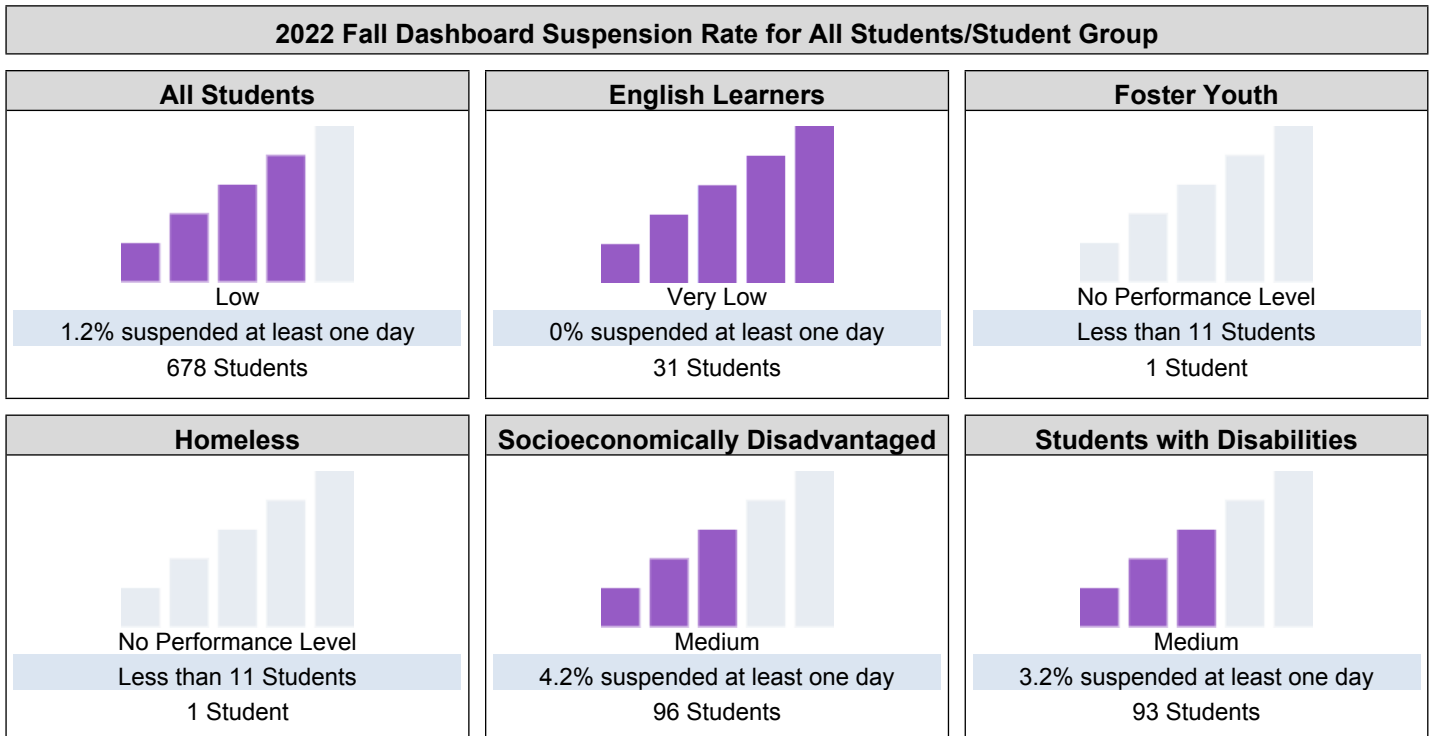 2022 Fall Dashboard Suspension Rate for All Students/Student Group
All Students
Low
1.2% suspended at least one day
678 Students
English Learners
Very Low
0% suspended at least one day
31 Students
Foster Youth
No Performance Level
Less than 11 Students
1 Student
Homeless
No Performance Level
Less than 11 Students
1 Student
Socioeconomically Disadvantaged
Medium
4.2% suspended at least one day
96 Students
Students with Disabilities
Medium
3.2% suspended at least one day
93 Students